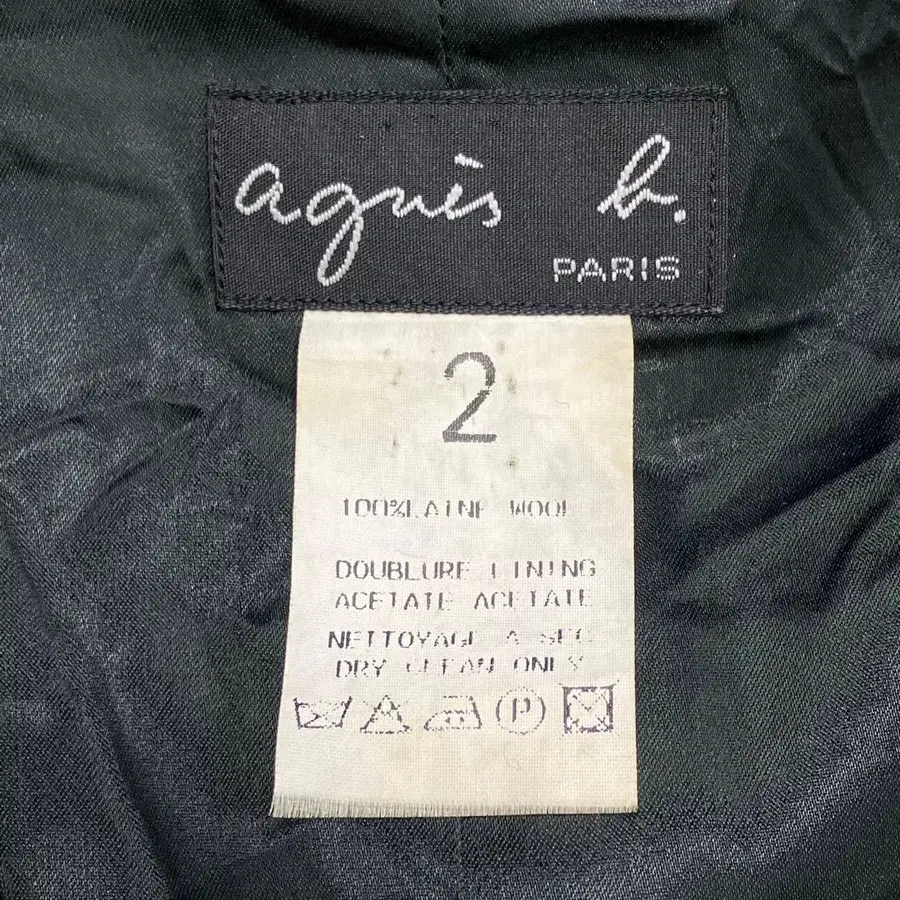 agnès b.
PARIS
2
100%LAINE WOOL
DOUBLURE LINING
ACETATE ACETATE
NETTOYAGE A SEC
DRY CLEAN ONLY
P